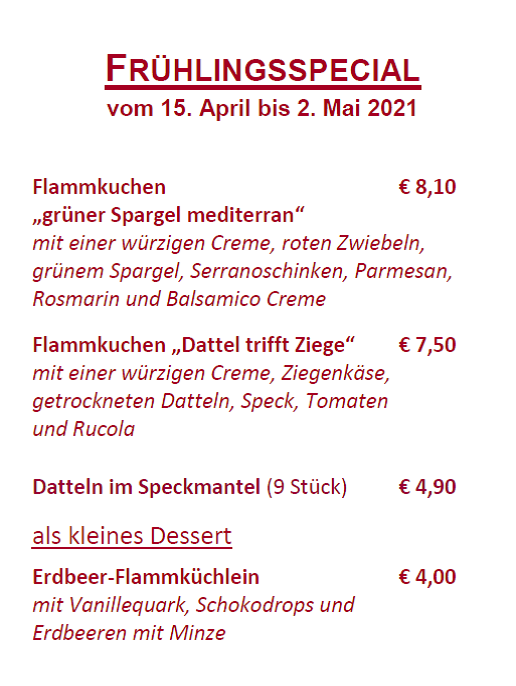 FRÜHLINGSSPECIAL
vom 15. April bis 2. Mai 2021
Flammkuchen € 8,10
„grüner Spargel mediterran“
mit einer würzigen Creme, roten Zwiebeln,
grünem Spargel, Serranoschinken, Parmesan,
Rosmarin und Balsamico Creme
Flammkuchen „Dattel trifft Ziege“ € 7,50
mit einer würzigen Creme, Ziegenkäse,
getrockneten Datteln, Speck, Tomaten
und Rucola
Datteln im Speckmantel (9 Stück) € 4,90
als kleines Dessert
Erdbeer-Flammküchlein € 4,00
mit Vanillequark, Schokodrops und
Erdbeeren mit Minze